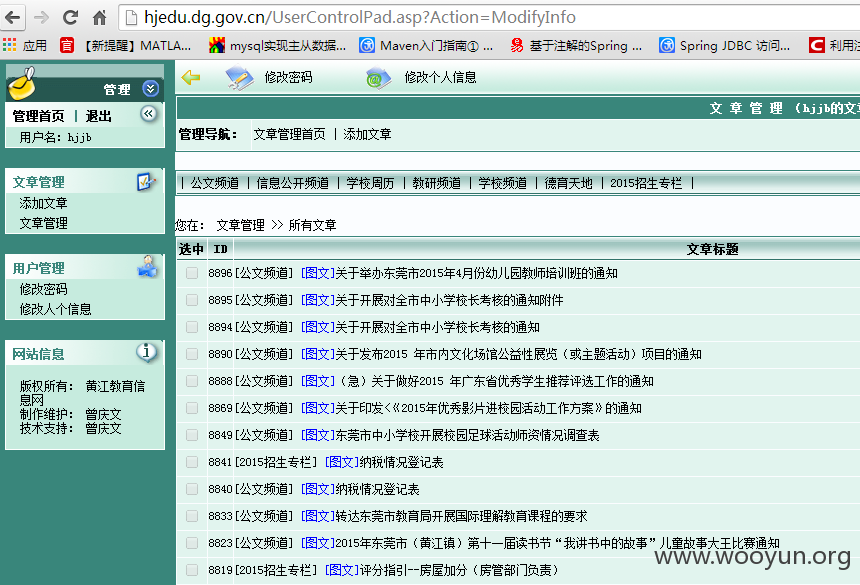 hjedu.dg.gov.cn/UserControlPad.asp?Action=ModifyInfo
应用 【新提醒】MATLA... mysql实现主从数据... Maven入门指南① ... 基于注解的Spring ... Spring JDBC 访问... 利用注
管理
管理首页 | 退出
用户名: hjjb
文章管理
添加文章
文章管理
用户管理
修改密码
修改人个信息
网站信息
版权所有: 黄江教育信
息网
制作维护: 曾庆文
技术支持: 曾庆文
修改密码 修改个人信息
文 章 管 理 (hjjb的文章
管理导航: 文章管理首页 | 添加文章
| 公文频道 | 信息公开频道 | 学校周历 | 教研频道 | 学校频道 | 德育天地 | 2015招生专栏 |
您在: 文章管理 >> 所有文章
选中 ID 文章标题
8896 [公文频道] [图文]关于举办东莞市2015年4月份幼儿园教师培训班的通知
8895 [公文频道] [图文]关于开展对全市中小学校长考核的通知附件
8894 [公文频道] [图文]关于开展对全市中小学校长考核的通知
8890 [公文频道] [图文]关于发布2015 年市内文化场馆公益性展览（或主题活动）项目的通知
8888 [公文频道] [图文]（急）关于做好2015 年广东省优秀学生推荐评选工作的通知
8869 [公文频道] [图文]关于印发<《2015年优秀影片进校园活动工作方案》的通知
8849 [公文频道] [图文]东莞市中小学校开展校园足球活动师资情况调查表
8841 [2015招生专栏] [图文]纳税情况登记表
8840 [公文频道] [图文]纳税情况登记表
8833 [公文频道] [图文]转达东莞市教育局开展国际理解教育课程的要求
8823 [公文频道] [图文]2015年东莞市（黄江镇）第十一届读书节“我讲书中的故事”儿童故事大王比赛通知
8819 [2015招生专栏] [图文]评分指引--房屋加分（房管部门负责）
www.wooyun.org